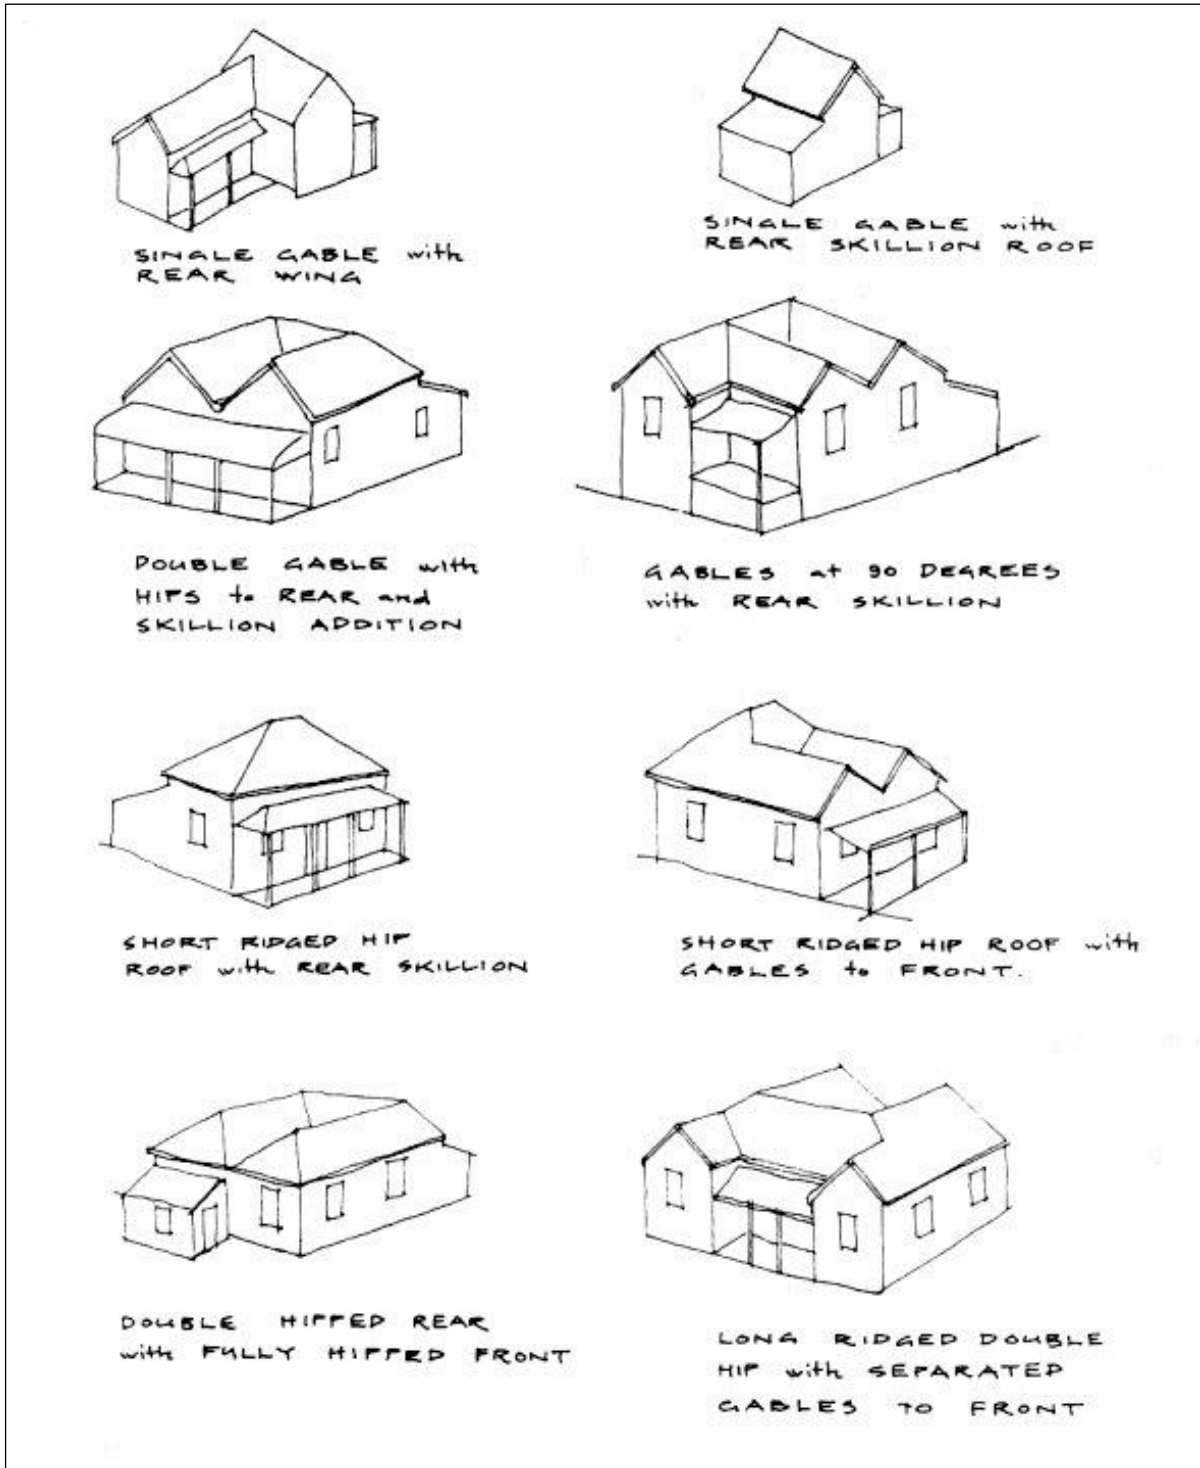 SINGLE GABLE with
REAR WING
SINGLE GABLE with
REAR SKILLION ROOF
DOUBLE GABLE with
HIPS to REAR and
SKILLION ADDITION
GABLES at 90 DEGREES
with REAR SKILLION
SHORT RIDGED HIP
ROOF with REAR SKILLION
SHORT RIDGED HIP ROOF with
GABLES to FRONT.
DOUBLE HIPPED REAR
with FULLY HIPPED FRONT
LONG RIDGED DOUBLE
HIP with SEPARATED
GABLES TO FRONT